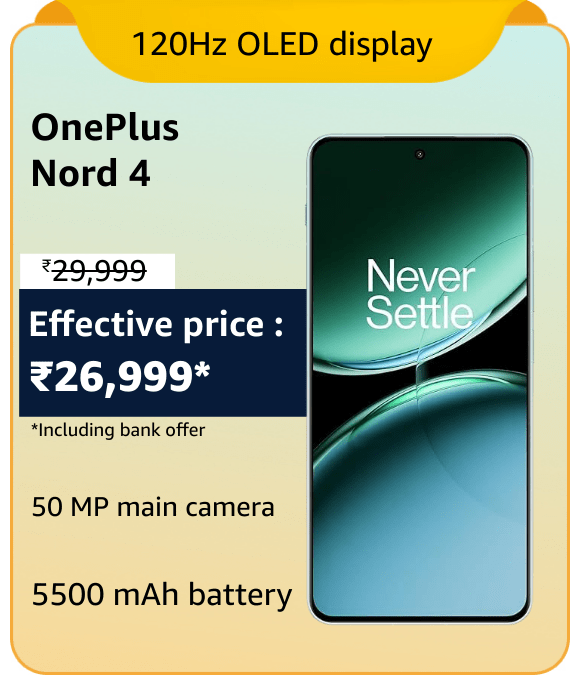 120Hz OLED display
OnePlus
Nord 4
₹29,999
Effective price :
₹26,999*
*Including bank offer
50 MP main camera
5500 mAh battery
Never
Settle